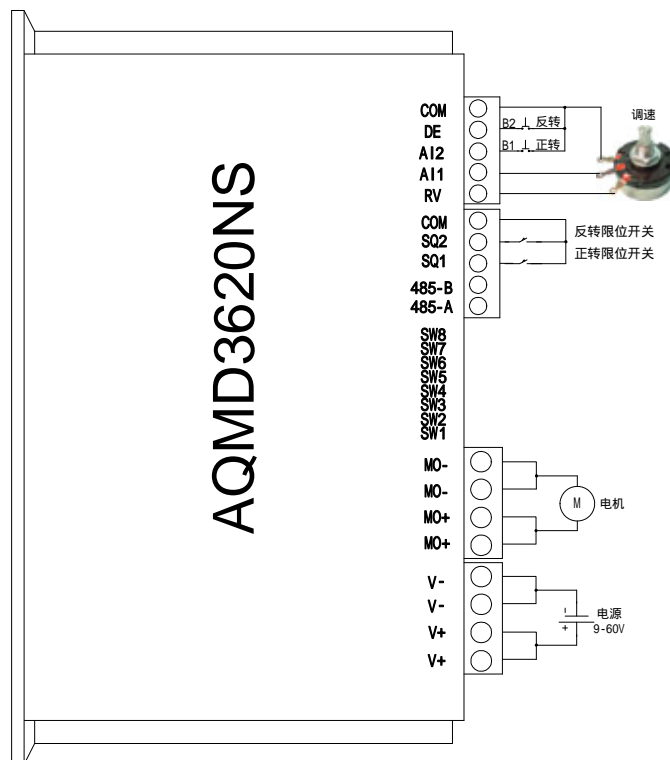 AQMD3620NS
COM
DE
AI2
AI1
RV
B2 反转
B1 正转
调速
COM
SQ2
SQ1
485-B
485-A
反转限位开关
正转限位开关
SW8
SW7
SW6
SW5
SW4
SW3
SW2
SW1
MO-
MO-
MO+
MO+
M
电机
V-
V-
V+
V+
-
+
电源
9-60V